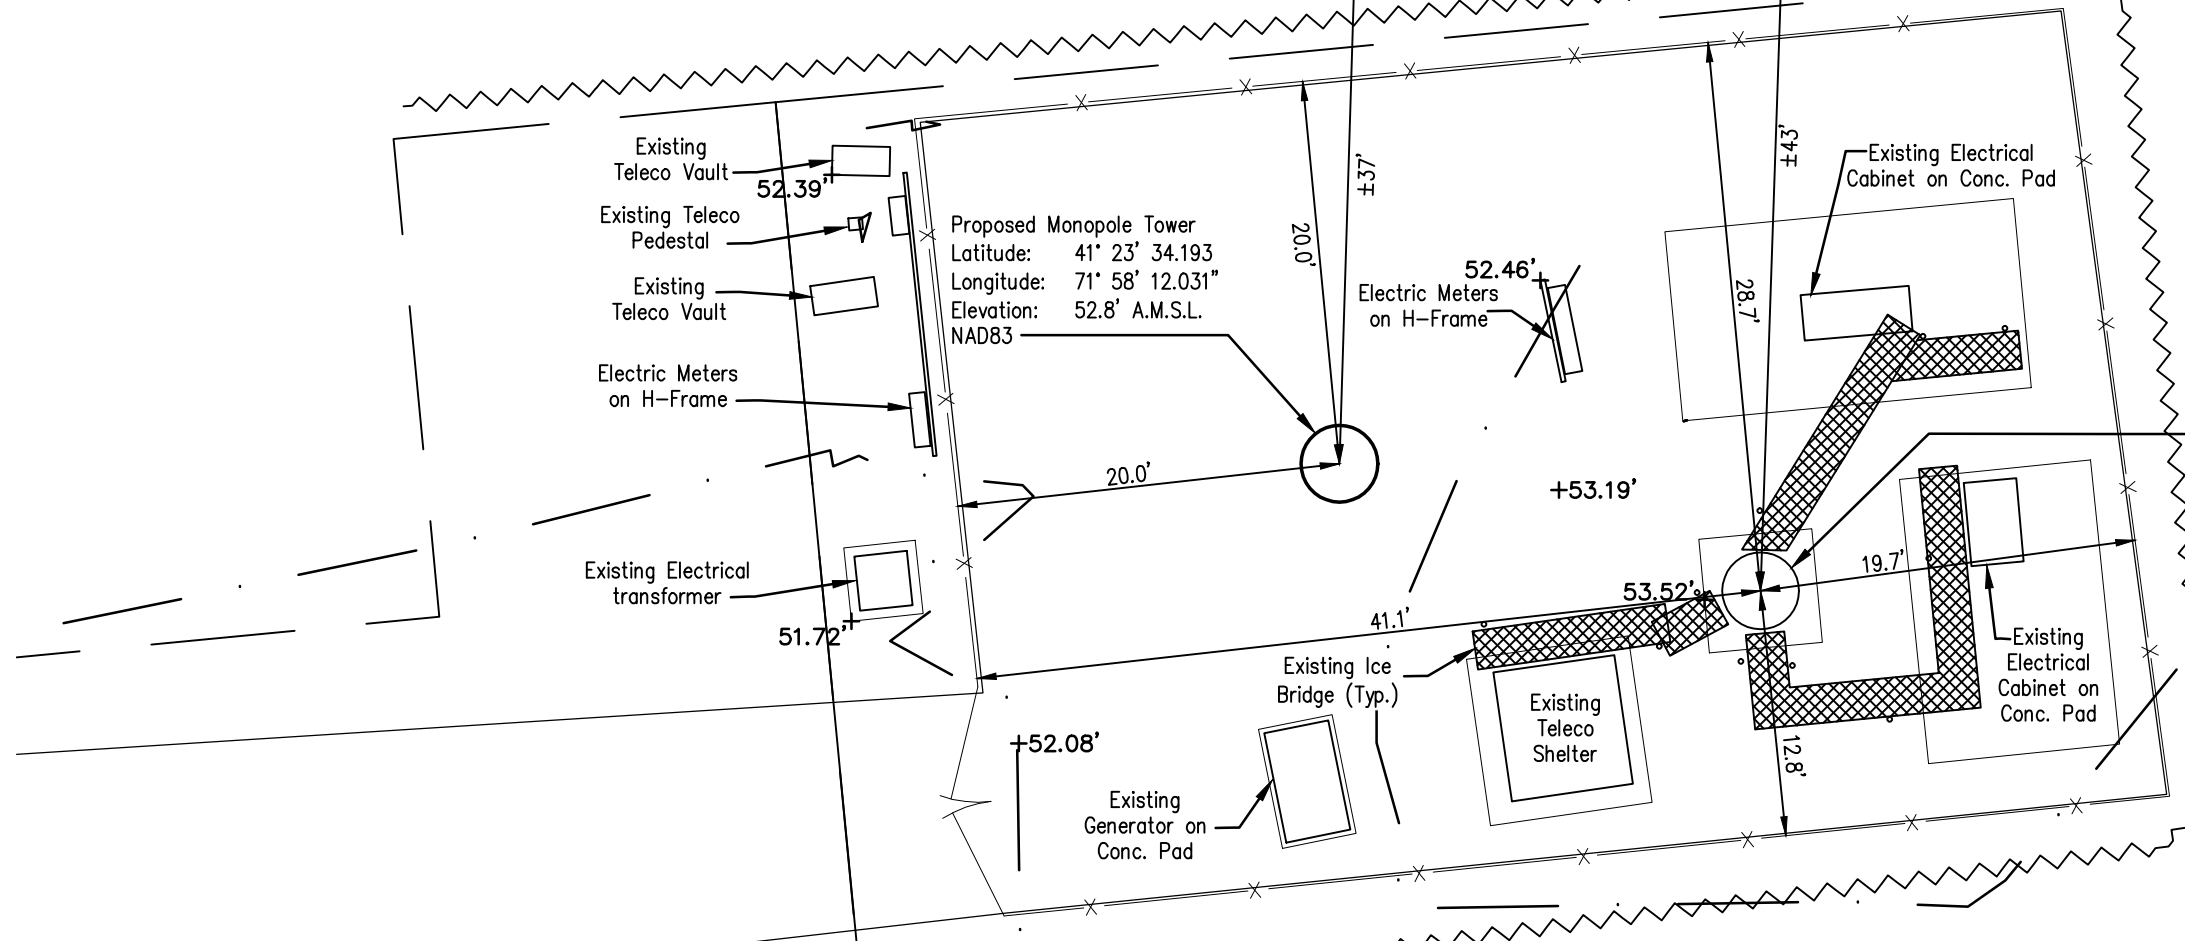 Existing
Teleco Vault
52.39'
Existing Teleco
Pedestal
Existing
Teleco Vault
Electric Meters
on H-Frame
Existing Electrical
transformer
51.72'
Proposed Monopole Tower
Latitude: 41° 23' 34.193
Longitude: 71° 58' 12.031"
Elevation: 52.8' A.M.S.L.
NAD83
20.0'
±37'
20.0'
52.46'
Electric Meters
on H-Frame
±43'
28.7'
Existing Electrical
Cabinet on Conc. Pad
+53.19'
53.52'
19.7'
41.1'
12.8'
Existing Ice
Bridge (Typ.)
Existing
Teleco
Shelter
Existing
Electrical
Cabinet on
Conc. Pad
+52.08'
Existing
Generator on
Conc. Pad